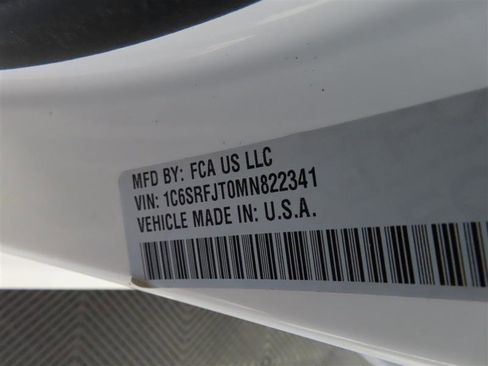 MFD BY: FCA US LLC
VIN: 1C6SRFJT0MN822341
VEHICLE MADE IN: U.S.A.